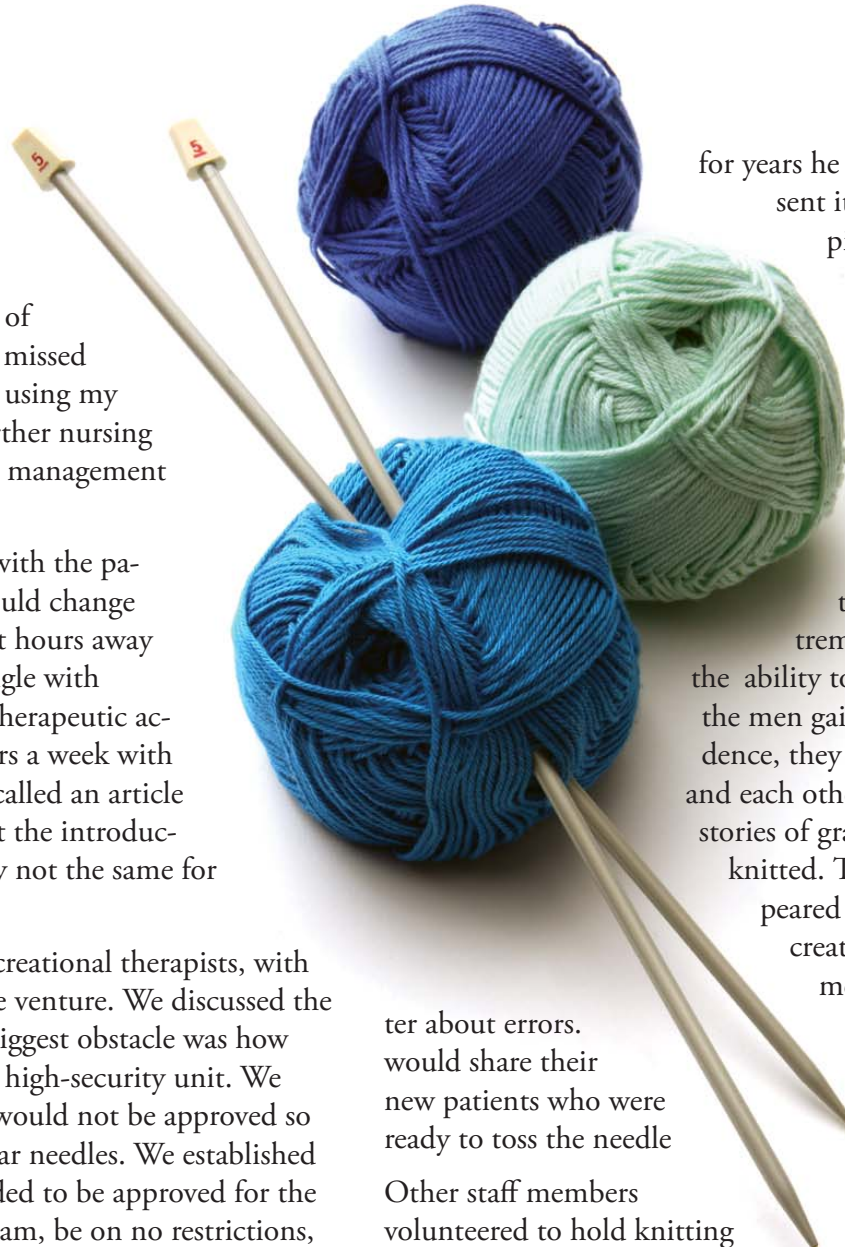 5
5
of
missed
using my
rther nursing
management
with the pa-
ould change
t hours away
gle with
herapeutic ac-
rs a week with
called an article
t the introduc-
y not the same for
creational therapists, with
e venture. We discussed the
iggest obstacle was how
high-security unit. We
would not be approved so
ar needles. We established
ded to be approved for the
am, be on no restrictions,
ter about errors.
would share their
new patients who were
ready to toss the needle
Other staff members
volunteered to hold knitting
for years he
sent it
t
trem
the ability to
the men gai
dence, they
and each othe
stories of gra
knitted. T
peared
creat